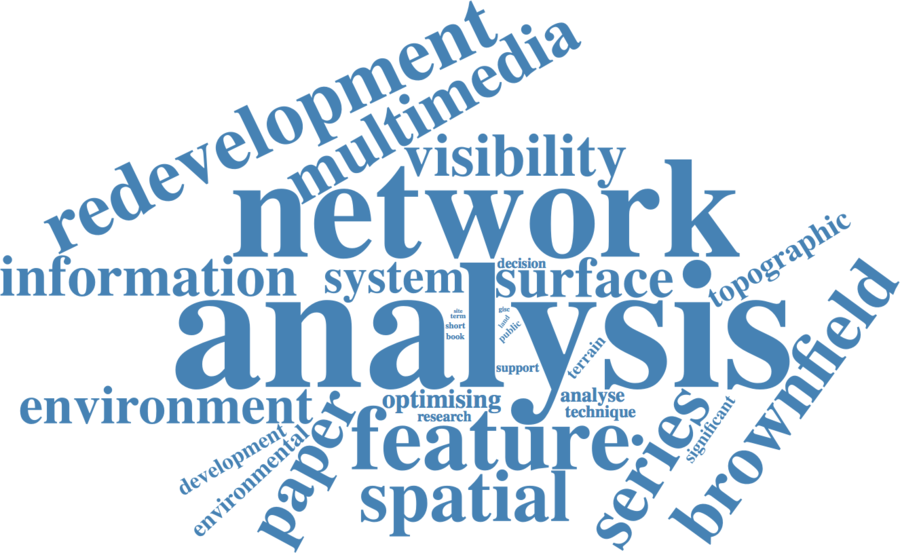 redevelopment
multimedia
visibility
network
decision
information
system
surface
topographic
analysis
site
term
short
book
gisc
land
public
support
terrain
brownfield
environment
optimising
research
analyse
technique
development
environmental
paper
feature
spatial
series
significant